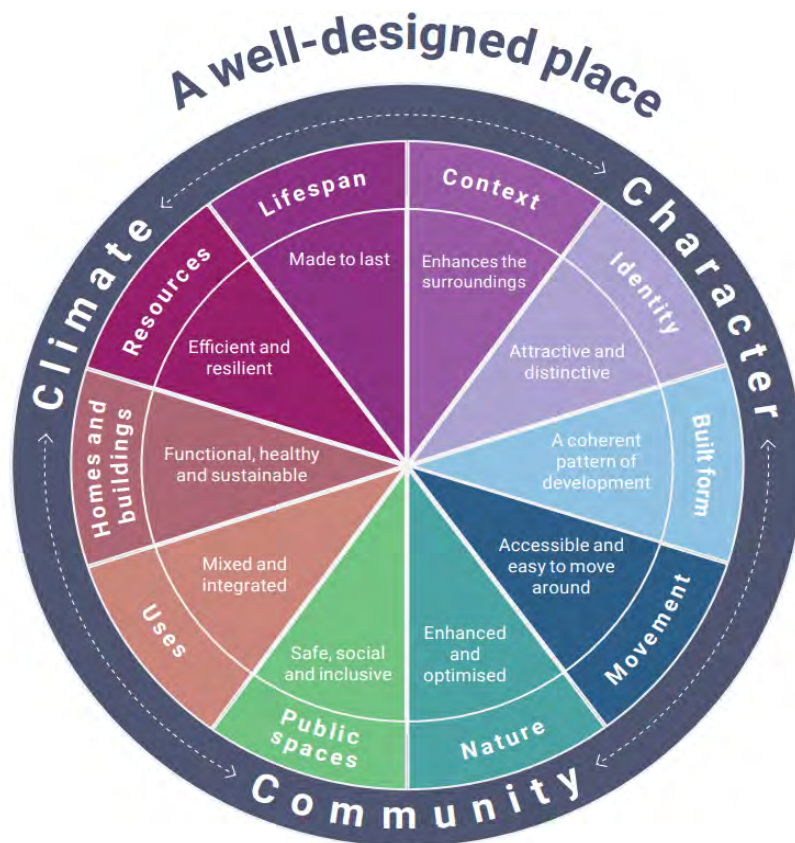 A well-designed place
Climate
Character
Community
Context
Enhances the
surroundings
Identity
Attractive and
distinctive
Built form
A coherent
pattern of
development
Movement
Accessible and
easy to move
around
Nature
Enhanced
and
optimised
Public
spaces
Safe, social
and inclusive
Uses
Mixed and
integrated
Homes and
buildings
Functional, healthy
and sustainable
Resources
Efficient and
resilient
Lifespan
Made to last